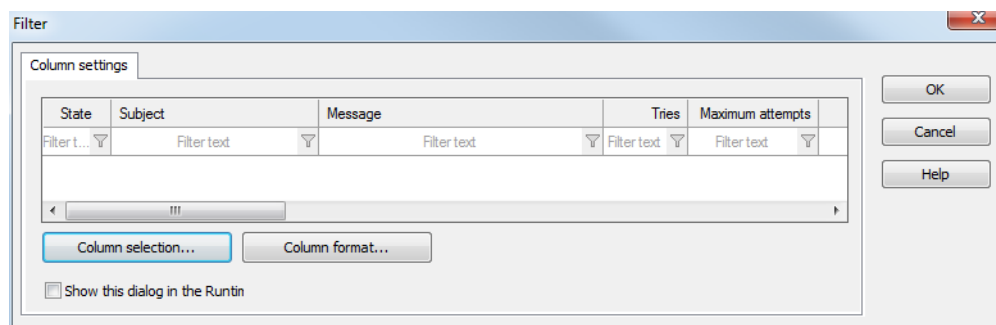 Filter
X
Column settings
State Subject Message Tries Maximum attempts
Filter t... Filter text Filter text Filter text Filter text
Column selection... Column format...
Show this dialog in the Runtin
OK
Cancel
Help